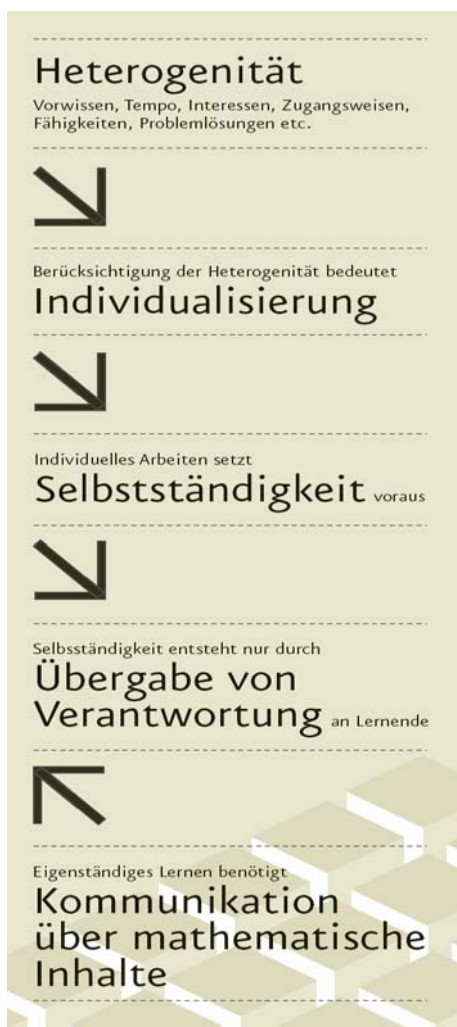 Heterogenität
Vorwissen, Tempo, Interessen, Zugangsweisen,
Fähigkeiten, Problemlösungen etc.
Berücksichtigung der Heterogenität bedeutet
Individualisierung
Individuelles Arbeiten setzt
Selbstständigkeit voraus
Selbsständigkeit entsteht nur durch
Übergabe von
Verantwortung an Lernende
Eigenständiges Lernen benötigt
Kommunikation
über mathematische
Inhalte